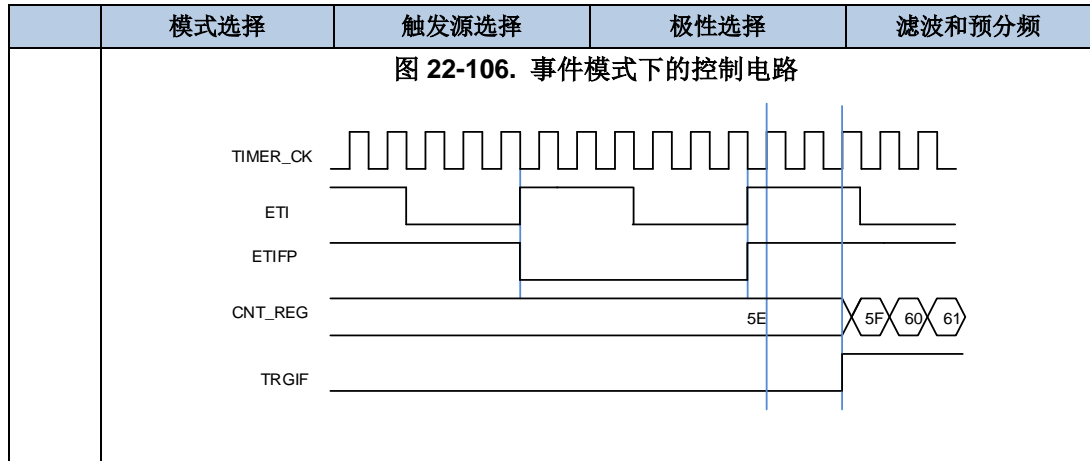 模式选择 触发源选择 极性选择 滤波和预分频
图 22-106. 事件模式下的控制电路
TIMER_CK
ETI
ETIFP
CNT_REG 5E 5F 60 61
TRGIF